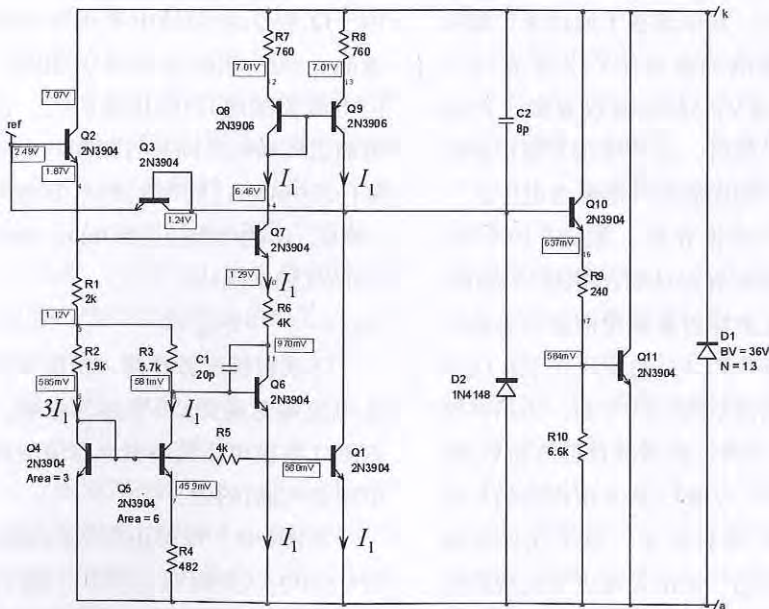 k
R7
760
R8
760
7.01V
7.01V
7.07V
Q8
2N3906
Q9
2N3906
C2
8p
ref
2.49V
Q2
2N3904
Q3
2N3904
1.87V
I1
I1
6.46V
1.24V
Q10
2N3904
Q7
2N3904
637mV
1.29V
I1
R1
2k
R9
240
1.12V
R6
4K
970mV
R2
1.9k
R3
5.7k
C1
20p
584mV
Q11
2N3904
D1
BV = 36V
N = 1.3
585mV
581mV
Q6
2N3904
D2
1N4148
3I1
I1
R5
4k
R10
6.6k
Q4
2N3904
Area = 3
Q1
2N3904
580mV
Q5
2N3904
Area = 6
45.9mV
I1
I1
R4
482
a